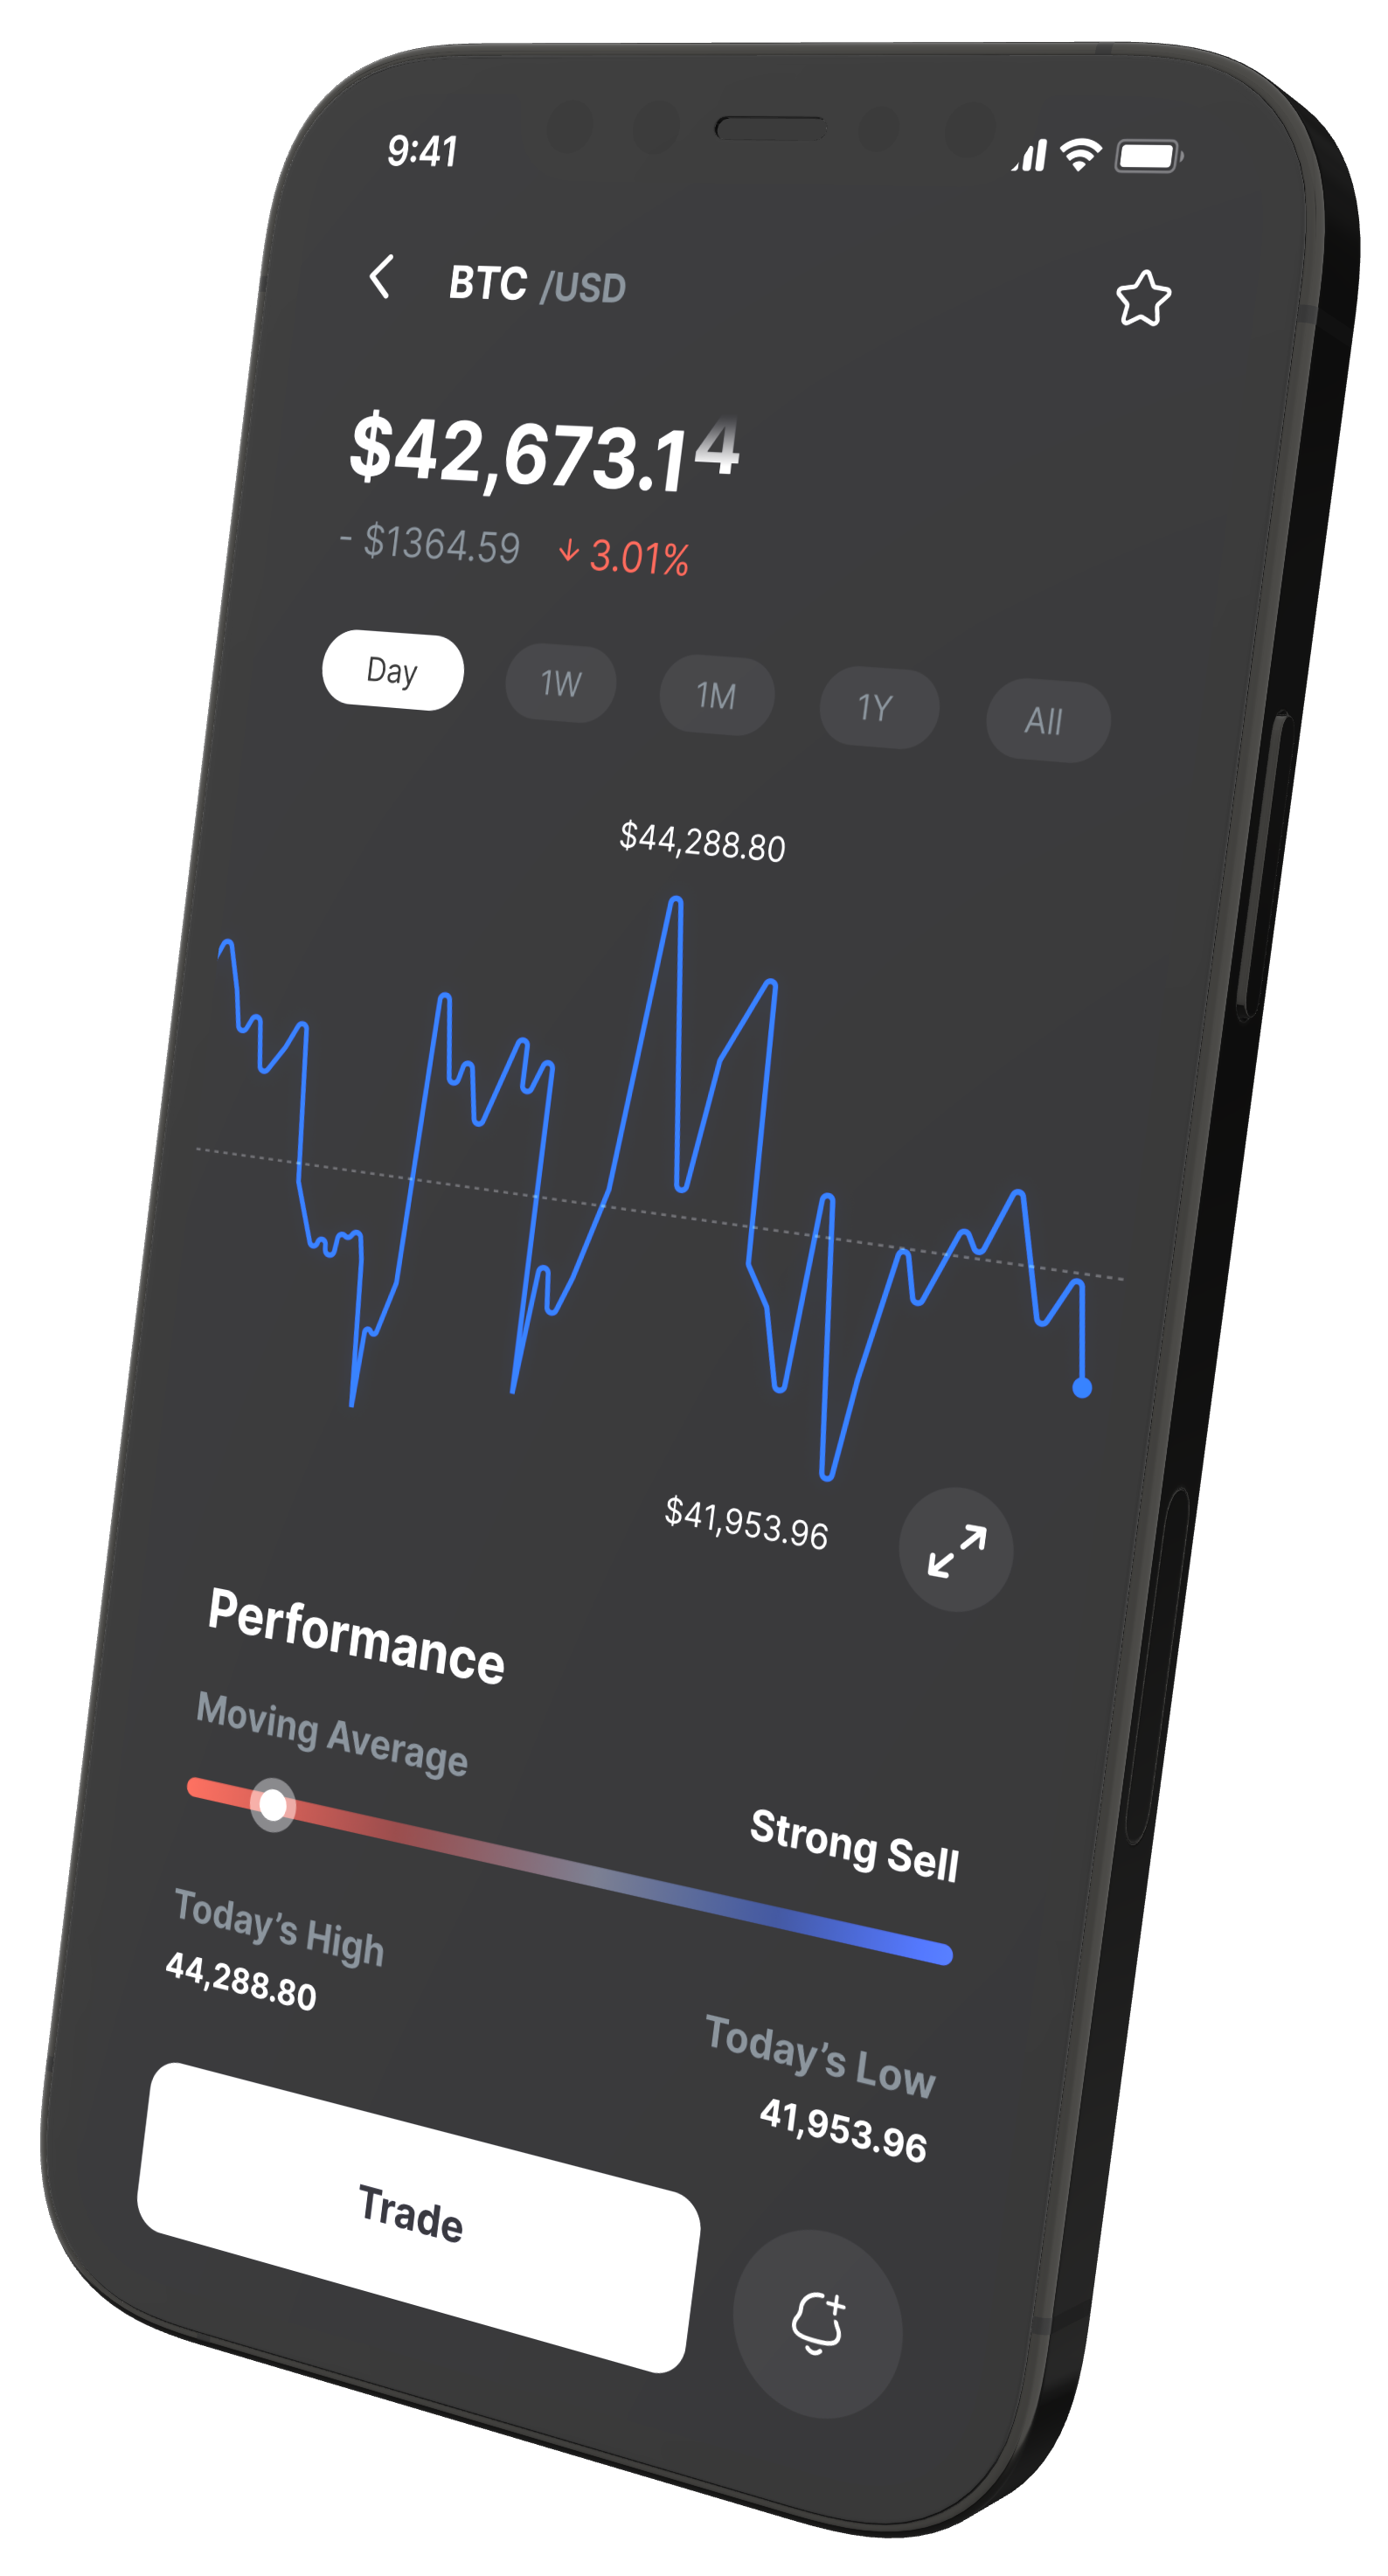 9:41
BTC /USD
$42,673.14
- $1364.59 ↓ 3.01%
Day 1W 1M 1Y All
$44,288.80
$41,953.96
Performance
Moving Average
Strong Sell
Today's High
44,288.80
Today's Low
41,953.96
Trade